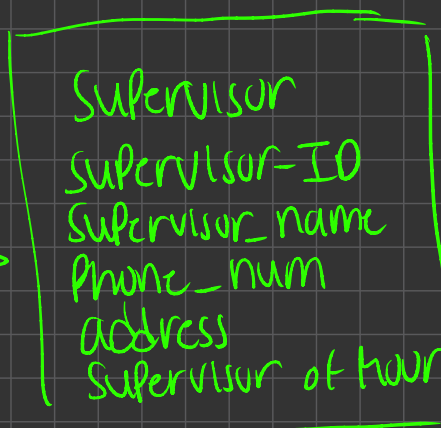 Supervisor
Supervisor-ID
Supervisor_name
Phone_num
address
Supervisor of hour